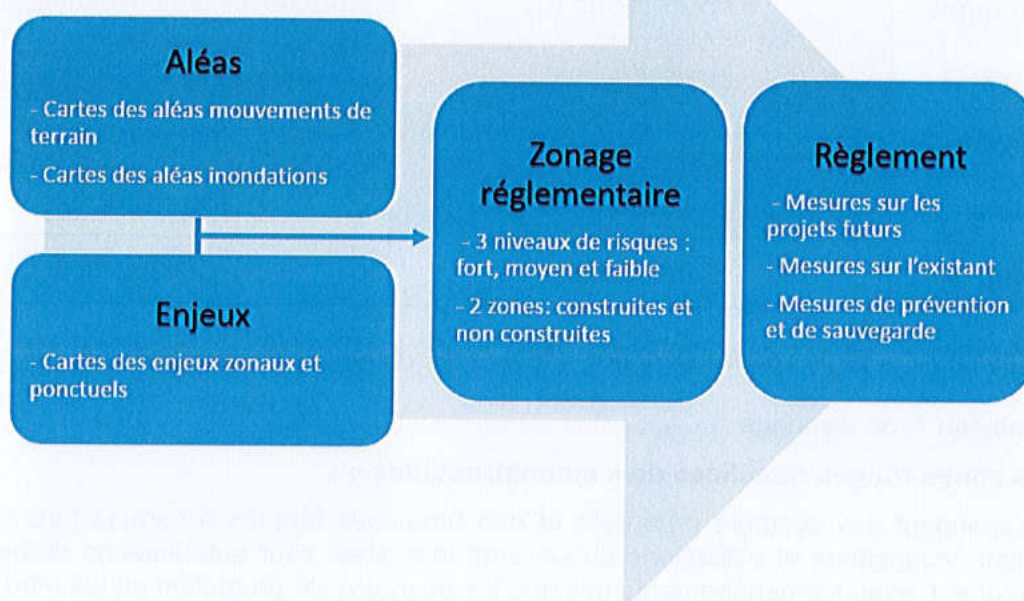 Aléas
- Cartes des aléas mouvements de
terrain
- Cartes des aléas inondations
Enjeux
- Cartes des enjeux zonaux et
ponctuels
Zonage
réglementaire
- 3 niveaux de risques :
fort, moyen et faible
- 2 zones: construites et
non construites
Règlement
- Mesures sur les
projets futurs
- Mesures sur l'existant
- Mesures de prévention
et de sauvegarde